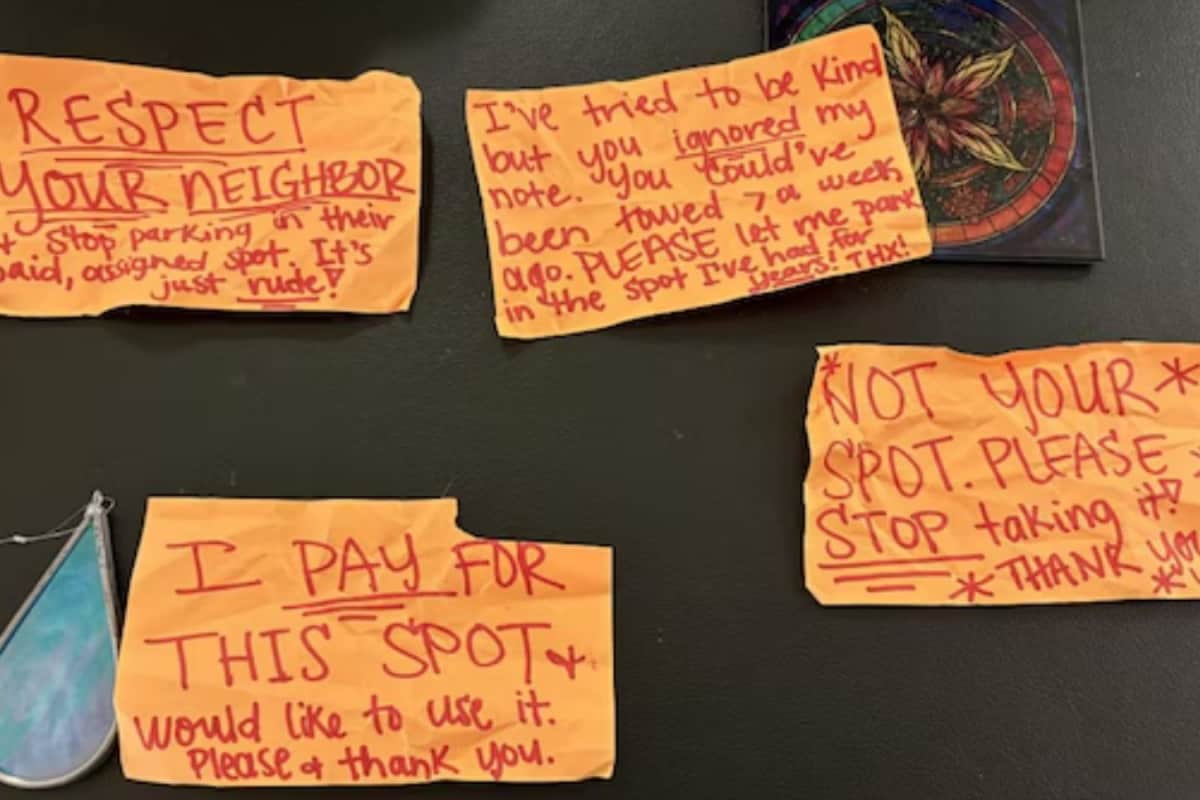 RESPECT
YOUR NEIGHBOR
+ Stop parking in their
paid, assigned spot. It's
just rude!
I've tried to be kind
but you ignored my
note. You could've
been towed > a week
ago. PLEASE let me park
in the spot I've had for
years! THX!
*NOT YOUR*
SPOT. PLEASE
STOP taking it!
*THANK YOU*
I PAY FOR
THIS SPOT &
would like to use it.
Please & thank you.